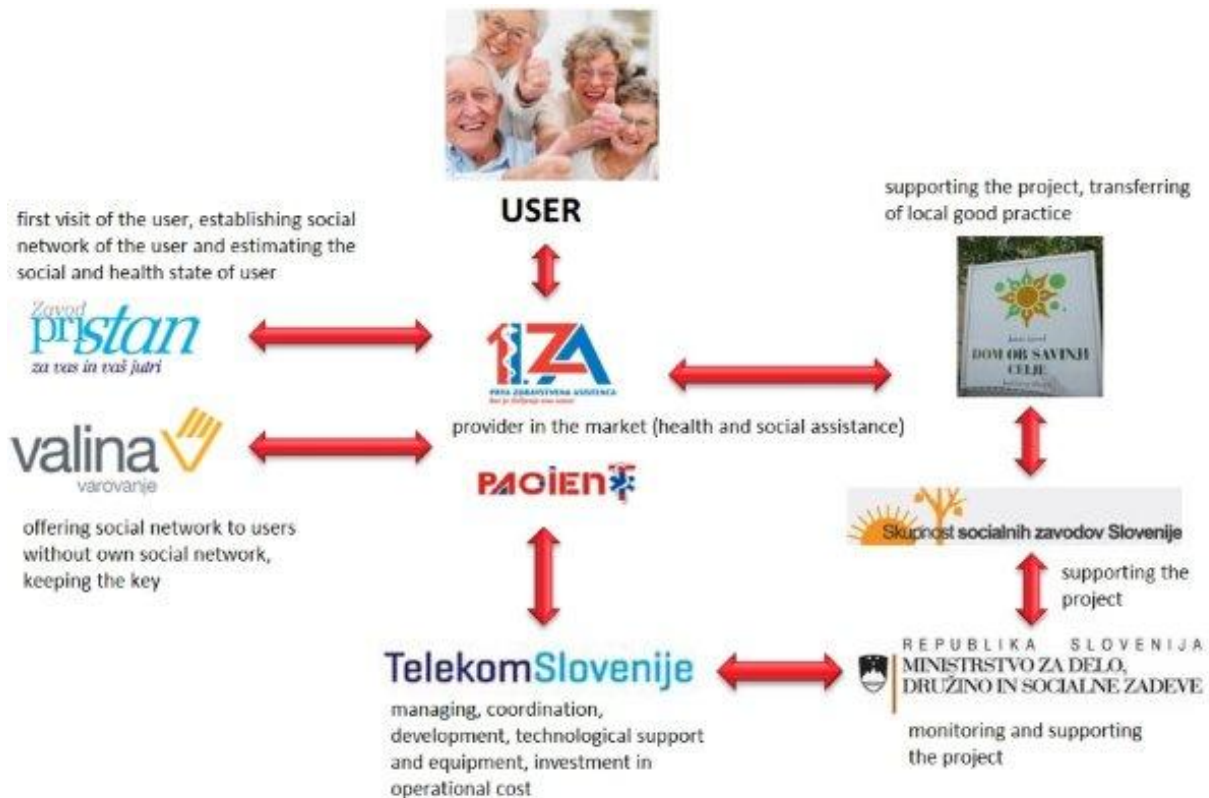 USER
first visit of the user, establishing social
network of the user and estimating the
social and health state of user
Zavod
pristan
za vas in vaš jutri
valina
varovanje
offering social network to users
without own social network,
keeping the key
1.ZA
PRVA ZDRAVSTVENA ASISTENCA
provider in the market (health and social assistance)
PACIENT
supporting the project, transferring
of local good practice
DOM OB SAVINJI
CELJE
Skupnost socialnih zavodov Slovenije
supporting the
project
TelekomSlovenije
managing, coordination,
development, technological support
and equipment, investment in
operational cost
REPUBLIKA SLOVENIJA
MINISTRSTVO ZA DELO,
DRUŽINO IN SOCIALNE ZADEVE
monitoring and supporting
the project